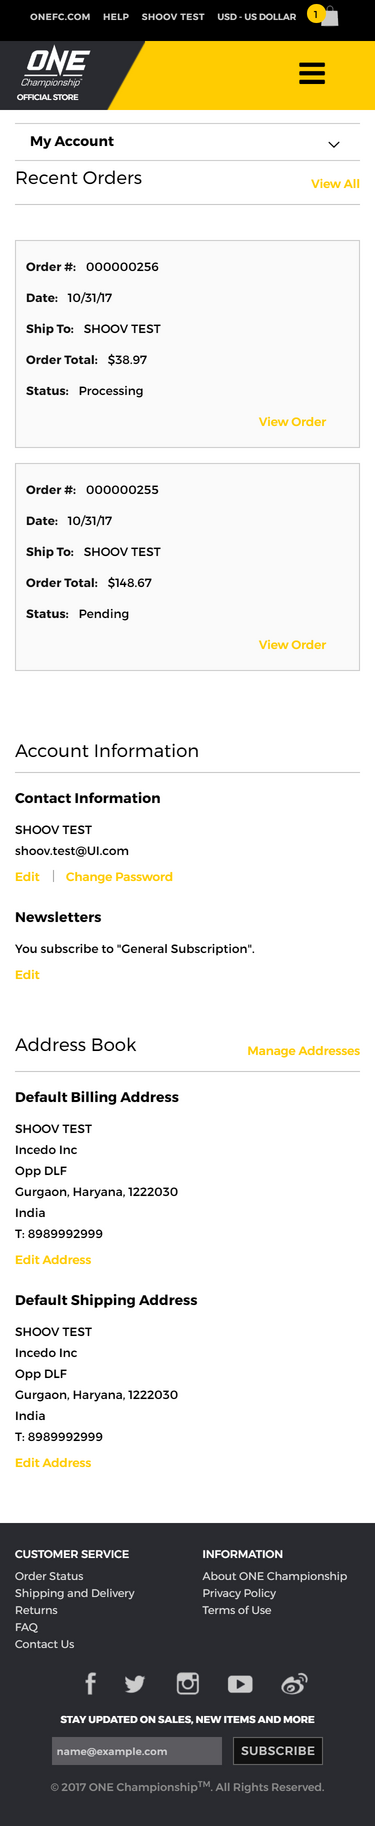 ONEFC.COM HELP SHOOV TEST USD - US DOLLAR 1
ONE
Championship
OFFICIAL STORE
My Account
Recent Orders View All
Order #: 000000256
Date: 10/31/17
Ship To: SHOOV TEST
Order Total: $38.97
Status: Processing
View Order
Order #: 000000255
Date: 10/31/17
Ship To: SHOOV TEST
Order Total: $148.67
Status: Pending
View Order
Account Information
Contact Information
SHOOV TEST
shoov.test@UI.com
Edit | Change Password
Newsletters
You subscribe to "General Subscription".
Edit
Address Book Manage Addresses
Default Billing Address
SHOOV TEST
Incedo Inc
Opp DLF
Gurgaon, Haryana, 1222030
India
T: 8989992999
Edit Address
Default Shipping Address
SHOOV TEST
Incedo Inc
Opp DLF
Gurgaon, Haryana, 1222030
India
T: 8989992999
Edit Address
CUSTOMER SERVICE
Order Status
Shipping and Delivery
Returns
FAQ
Contact Us
INFORMATION
About ONE Championship
Privacy Policy
Terms of Use
STAY UPDATED ON SALES, NEW ITEMS AND MORE
name@example.com SUBSCRIBE
© 2017 ONE Championship™. All Rights Reserved.